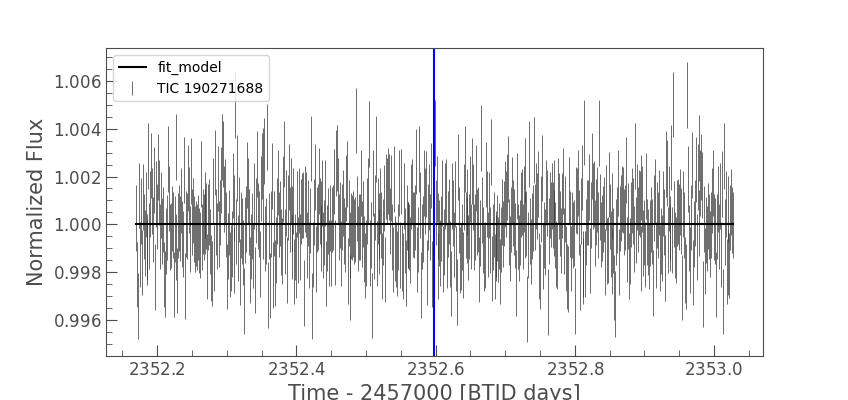 fit_model
TIC 190271688
1.006
1.004
1.002
1.000
0.998
0.996
Normalized Flux
2352.2 2352.4 2352.6 2352.8 2353.0
Time - 2457000 [BTJD days]